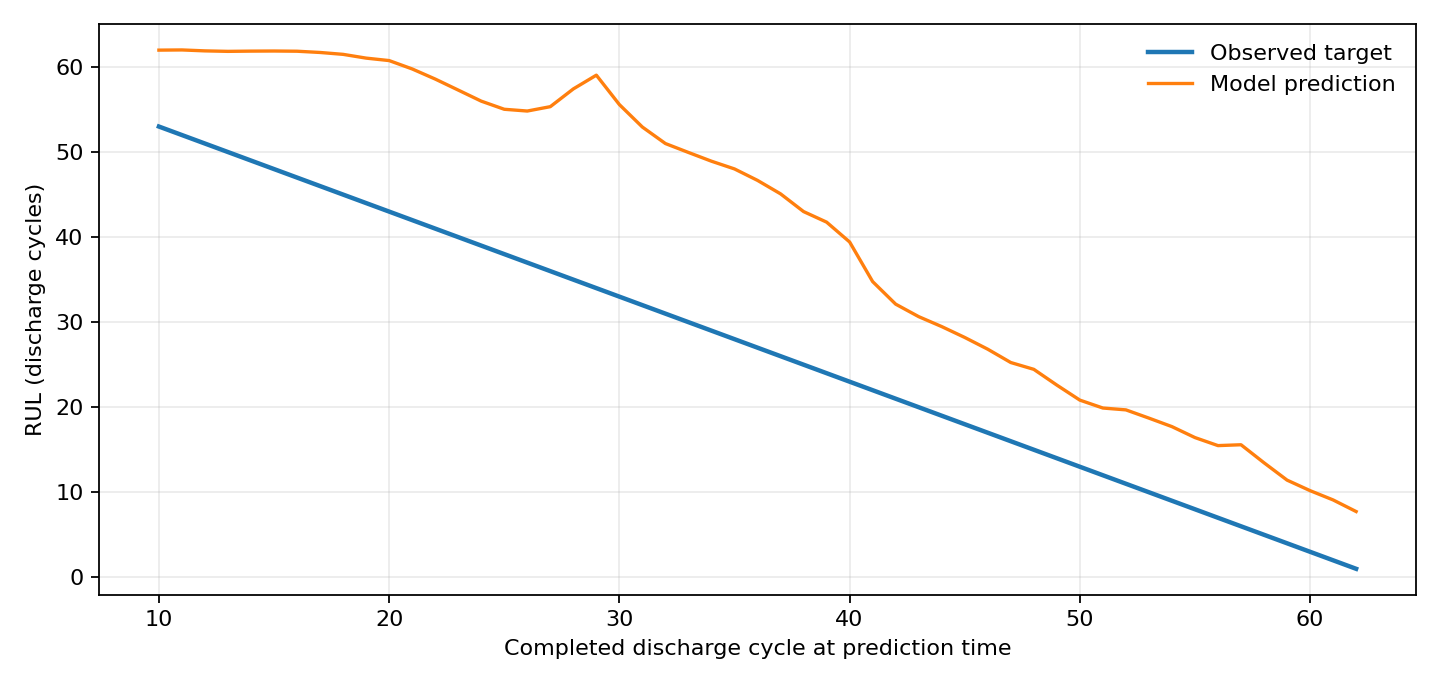 Observed target
Model prediction
RUL (discharge cycles)
60
50
40
30
20
10
0
10 20 30 40 50 60
Completed discharge cycle at prediction time